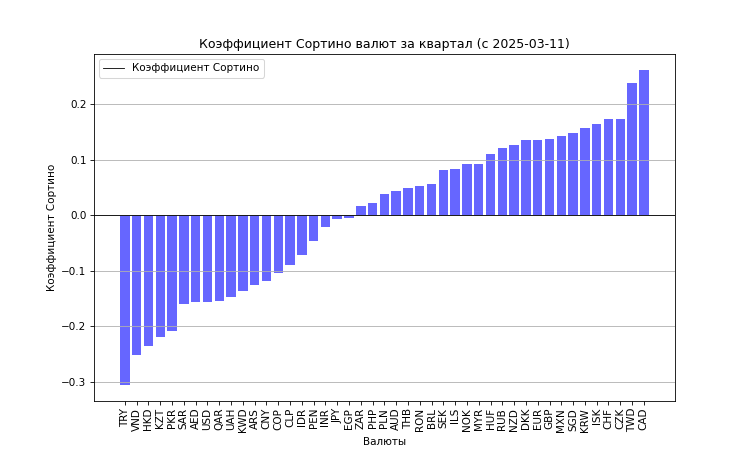 Коэффициент Сортино валют за квартал (с 2025-03-11)
Коэффициент Сортино
Коэффициент Сортино
0.2
0.1
0.0
−0.1
−0.2
−0.3
TRY VND HKD KZT PKR SAR AED USD QAR UAH KWD ARS CNY COP CLP IDR PEN INR JPY EGP ZAR PHP PLN AUD THB RON BRL SEK ILS NOK MYR HUF RUB NZD DKK EUR GBP MXN SGD KRW ISK CHF CZK TWD CAD
Валюты